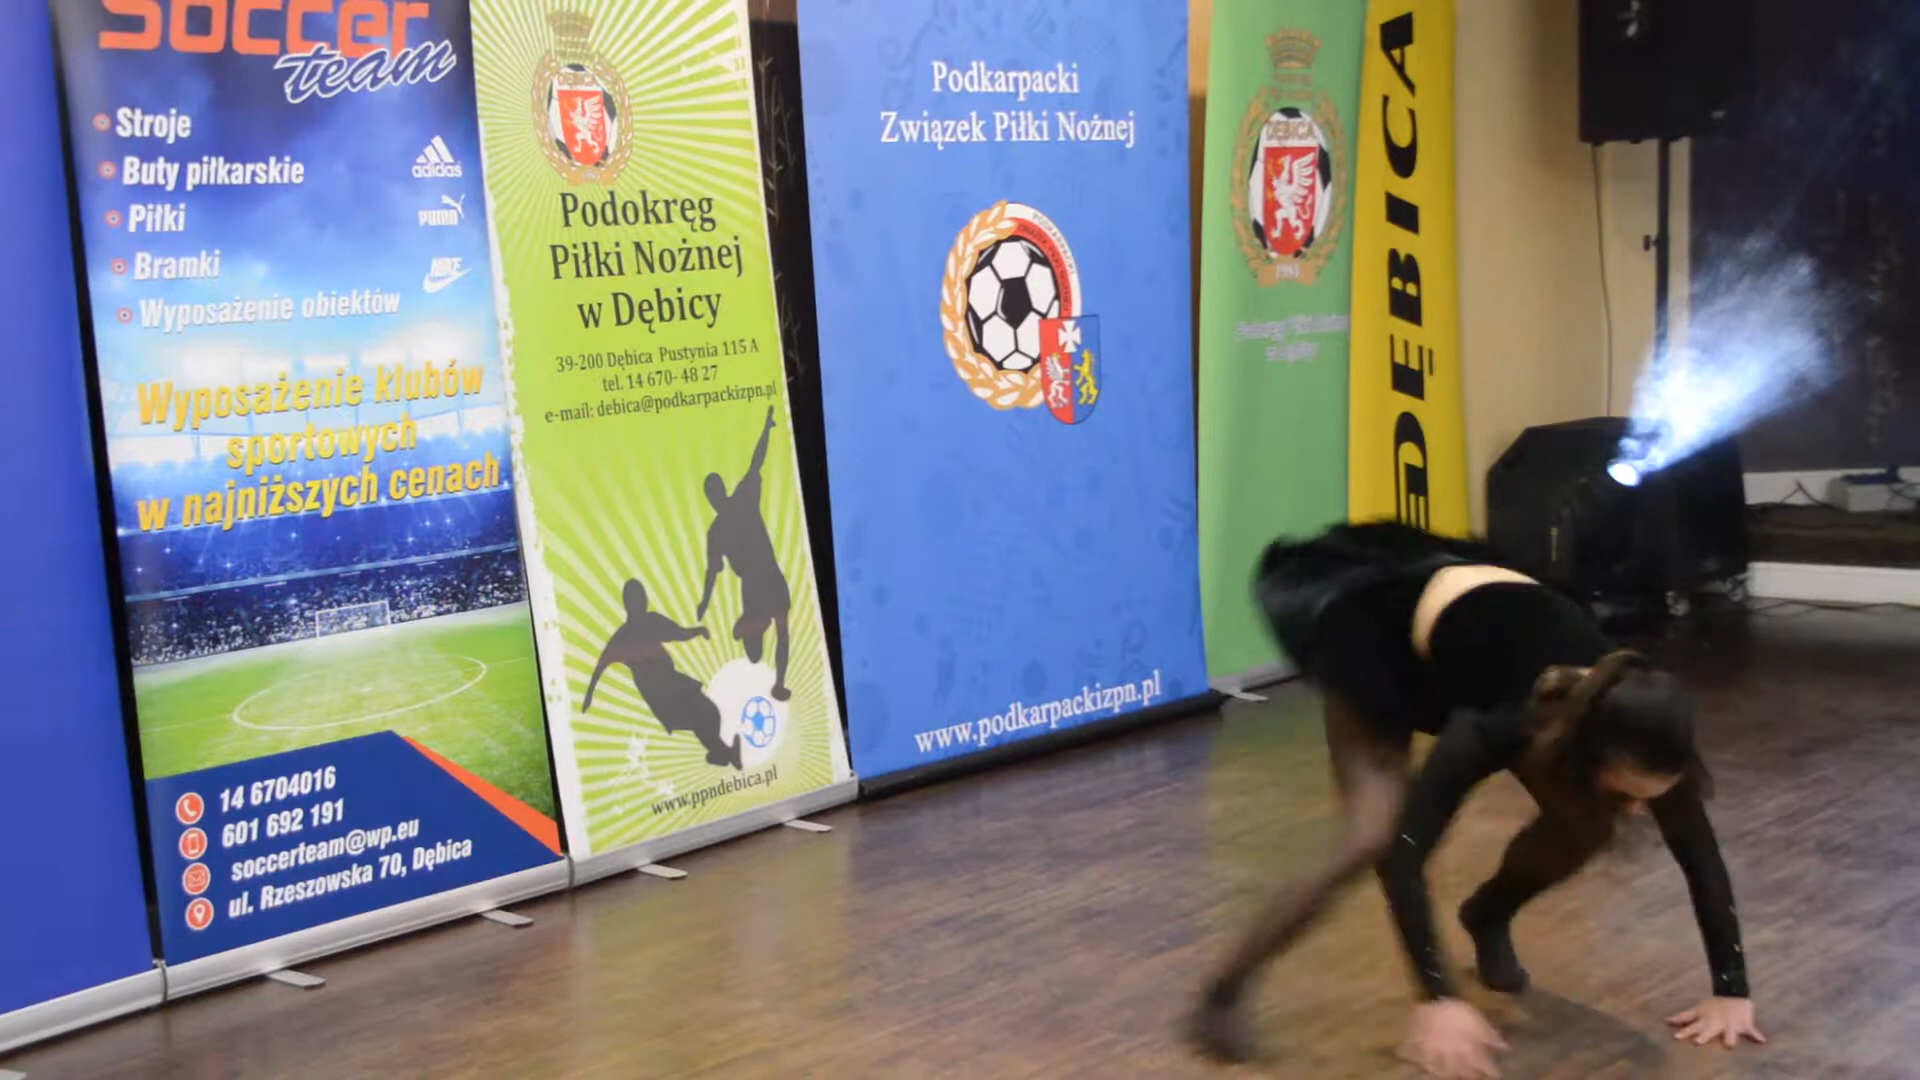 Soccer
team
Stroje
Buty piłkarskie
Piłki
Bramki
Wyposażenie obiektów
adidas
PUMA
NIKE
Wyposażenie klubów
sportowych
w najniższych cenach
14 6704016
601 692 191
soccerteam@wp.eu
ul. Rzeszowska 70, Dębica
Podokręg
Piłki Nożnej
w Dębicy
39-200 Dębica Pustynia 115 A
tel. 14 670- 48 27
e-mail: debica@podkarpackizpn.pl
www.ppndebica.pl
Podkarpacki
Związek Piłki Nożnej
www.podkarpackizpn.pl
DĘBICA
1984
DĘBICA